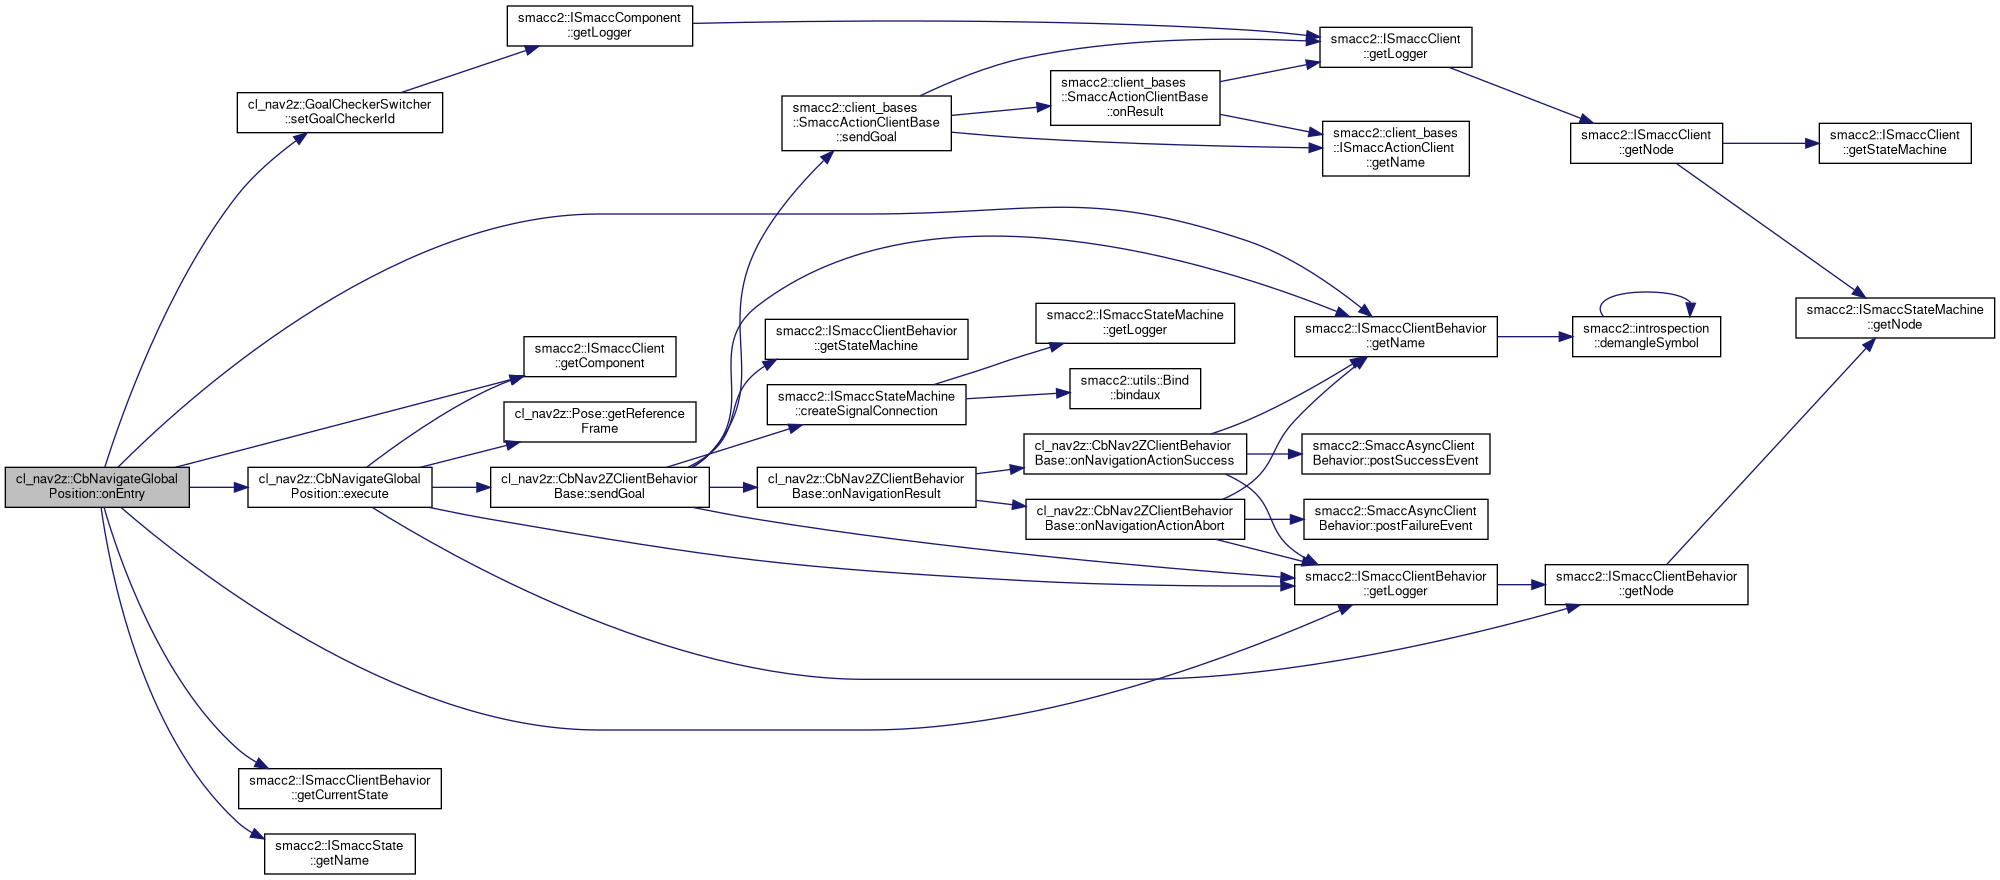 smacc2::ISmaccComponent
::getLogger
smacc2::ISmaccClient
::getLogger
cl_nav2z::GoalCheckerSwitcher
::setGoalCheckerId
smacc2::client_bases
::SmaccActionClientBase
::sendGoal
smacc2::client_bases
::SmaccActionClientBase
::onResult
smacc2::client_bases
::ISmaccActionClient
::getName
smacc2::ISmaccClient
::getNode
smacc2::ISmaccClient
::getStateMachine
smacc2::ISmaccStateMachine
::getNode
smacc2::ISmaccStateMachine
::getLogger
smacc2::ISmaccClientBehavior
::getStateMachine
smacc2::ISmaccClientBehavior
::getName
smacc2::introspection
::demangleSymbol
smacc2::ISmaccClient
::getComponent
smacc2::ISmaccStateMachine
::createSignalConnection
smacc2::utils::Bind
::bindaux
cl_nav2z::Pose::getReference
Frame
cl_nav2z::CbNav2ZClientBehavior
Base::onNavigationActionSuccess
smacc2::SmaccAsyncClient
Behavior::postSuccessEvent
cl_nav2z::CbNavigateGlobal
Position::onEntry
cl_nav2z::CbNavigateGlobal
Position::execute
cl_nav2z::CbNav2ZClientBehavior
Base::sendGoal
cl_nav2z::CbNav2ZClientBehavior
Base::onNavigationResult
cl_nav2z::CbNav2ZClientBehavior
Base::onNavigationActionAbort
smacc2::SmaccAsyncClient
Behavior::postFailureEvent
smacc2::ISmaccClientBehavior
::getLogger
smacc2::ISmaccClientBehavior
::getNode
smacc2::ISmaccClientBehavior
::getCurrentState
smacc2::ISmaccState
::getName